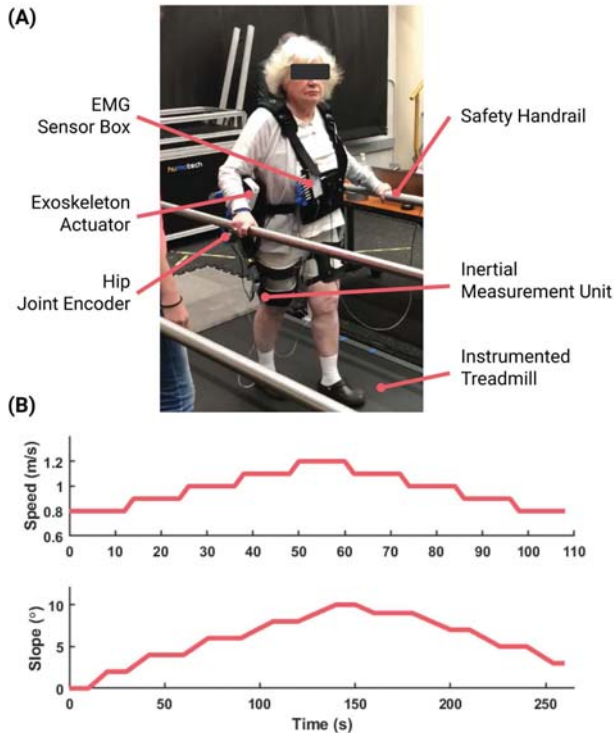 (A)
EMG
Sensor Box
Safety Handrail
Exoskeleton
Actuator
Hip
Joint Encoder
Inertial
Measurement Unit
Instrumented
Treadmill
humotech
(B)
Speed (m/s)
1.2
1
0.8
0.6
0 10 20 30 40 50 60 70 80 90 100 110
Slope (°)
10
5
0
0 50 100 150 200 250
Time (s)